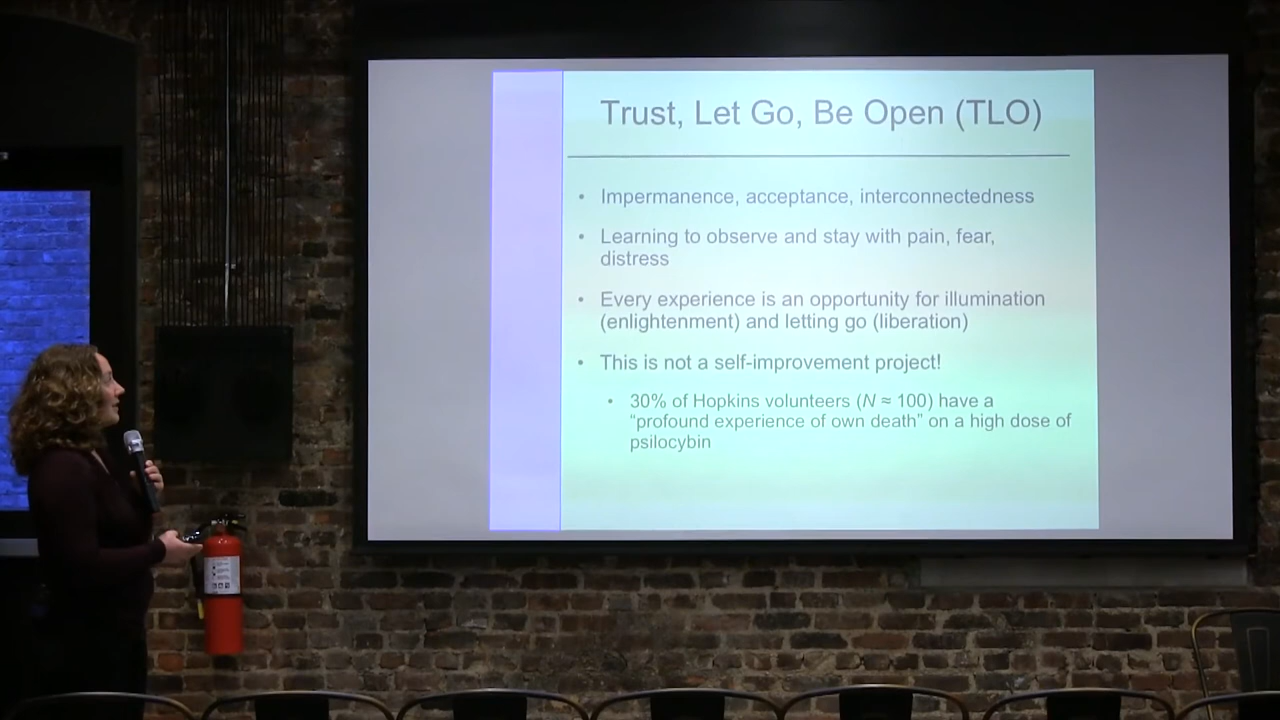 Trust, Let Go, Be Open (TLO)
• Impermanence, acceptance, interconnectedness
• Learning to observe and stay with pain, fear,
distress
• Every experience is an opportunity for illumination
(enlightenment) and letting go (liberation)
• This is not a self-improvement project!
• 30% of Hopkins volunteers (N ≈ 100) have a
“profound experience of own death” on a high dose of
psilocybin